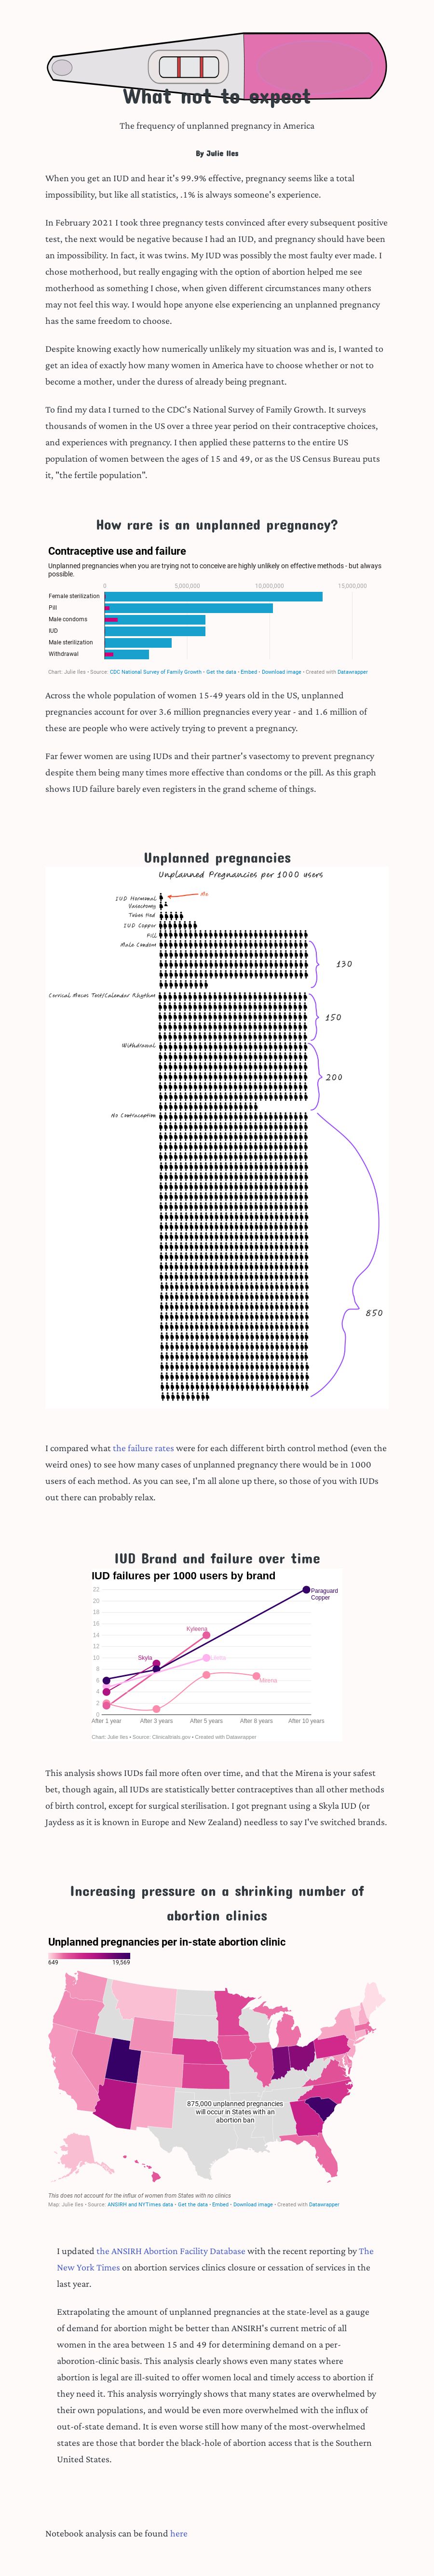 What not to expect
The frequency of unplanned pregnancy in America
By Julie Ilex
When you get an IUD and hear it's 99.9% effective, pregnancy seems like a total
impossibility, but like all statistics, .1% is always someone's experience.
In February 2021 I took three pregnancy tests convinced after every subsequent positive
test, the next would be negative because I had an IUD, and pregnancy should have been
an impossibility. In fact, it was twins. My IUD was possibly the most faulty ever made. I
chose motherhood, but really engaging with the option of abortion helped me see
motherhood as something I chose, when given different circumstances many others
may not feel this way. I would hope anyone else experiencing an unplanned pregnancy
has the same freedom to choose.
Despite knowing exactly how numerically unlikely my situation was and is, I wanted to
get an idea of exactly how many women in America have to choose whether or not to
become a mother, under the duress of already being pregnant.
To find my data I turned to the CDC's National Survey of Family Growth. It surveys
thousands of women in the US over a three year period on their contraceptive choices,
and experiences with pregnancy. I then applied these patterns to the entire US
population of women between the ages of 15 and 49, or as the US Census Bureau puts
it, "the fertile population".
How rare is an unplanned pregnancy?
Contraceptive use and failure
Unplanned pregnancies when you are trying not to conceive are highly unlikely on effective methods - but always
possible.
0 5,000,000 10,000,000 15,000,000
Female sterilization
Pill
Male condoms
IUD
Male sterilization
Withdrawal
Chart: Julie Ilex • Source: CDC National Survey of Family Growth • Get the data • Embed • Download image • Created with Datawrapper
Across the whole population of women 15-49 years old in the US, unplanned
pregnancies account for over 3.6 million pregnancies every year - and 1.6 million of
these are people who were actively trying to prevent a pregnancy.
Far fewer women are using IUDs and their partner's vasectomy to prevent pregnancy
despite them being many times more effective than condoms or the pill. As this graph
shows IUD failure barely even registers in the grand scheme of things.
Unplanned pregnancies
Unplanned Pregnancies per 1000 users
IUD Hormonal
Me
Vasectomy
Tubes tied
IUD Copper
Pill
Male Condom
130
Cervical Mucus Test/Calendar Rhythm
150
Withdrawal
200
No Contraception
850
I compared what the failure rates were for each different birth control method (even the
weird ones) to see how many cases of unplanned pregnancy there would be in 1000
users of each method. As you can see, I'm all alone up there, so those of you with IUDs
out there can probably relax.
IUD Brand and failure over time
IUD failures per 1000 users by brand
22
20
18
16
14
12
10
8
6
4
2
0
Paraguard
Copper
Kyleena
Skyla
Mirena
After 1 year After 3 years After 5 years After 8 years After 10 years
Chart: Julie Ilex • Source: Clinicaltrials.gov • Created with Datawrapper
This analysis shows IUDs fail more often over time, and that the Mirena is your safest
bet, though again, all IUDs are statistically better contraceptives than all other methods
of birth control, except for surgical sterilisation. I got pregnant using a Skyla IUD (or
Jaydess as it is known in Europe and New Zealand) needless to say I've switched brands.
Increasing pressure on a shrinking number of
abortion clinics
Unplanned pregnancies per in-state abortion clinic
649 19,569
875,000 unplanned pregnancies
will occur in States with an
abortion ban
This does not account for the influx of women from States with no clinics
Map: Julie Ilex • Source: ANSIRH and NYTimes data • Get the data • Embed • Download image • Created with Datawrapper
I updated the ANSIRH Abortion Facility Database with the recent reporting by The
New York Times on abortion services clinics closure or cessation of services in the
last year.
Extrapolating the amount of unplanned pregnancies at the state-level as a gauge
of demand for abortion might be better than ANSIRH's current metric of all
women in the area between 15 and 49 for determining demand on a per-
aborotion-clinic basis. This analysis clearly shows even many states where
abortion is legal are ill-suited to offer women local and timely access to abortion if
they need it. This analysis worryingly shows that many states are overwhelmed by
their own populations, and would be even more overwhelmed with the influx of
out-of-state demand. It is even worse still how many of the most-overwhelmed
states are those that border the black-hole of abortion access that is the Southern
United States.
Notebook analysis can be found here